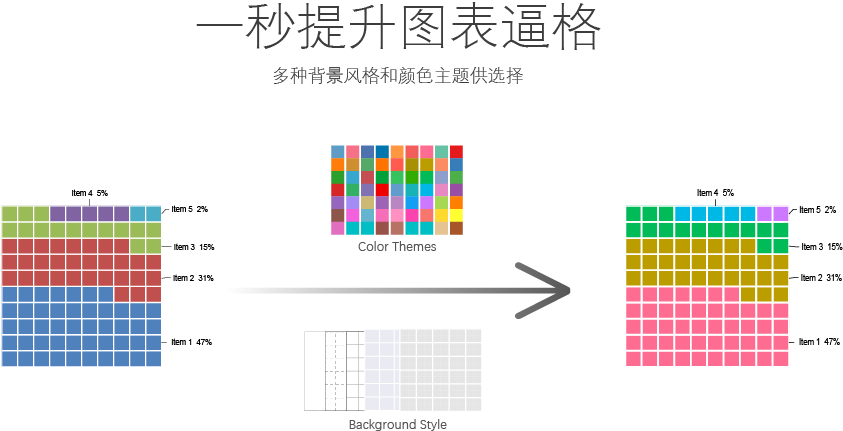 一秒提升图表逼格
多种背景风格和颜色主题供选择
Item 4 5%
Item 5 2%
Item 3 15%
Item 2 31%
Item 1 47%
Color Themes
Background Style
Item 4 5%
Item 5 2%
Item 3 15%
Item 2 31%
Item 1 47%